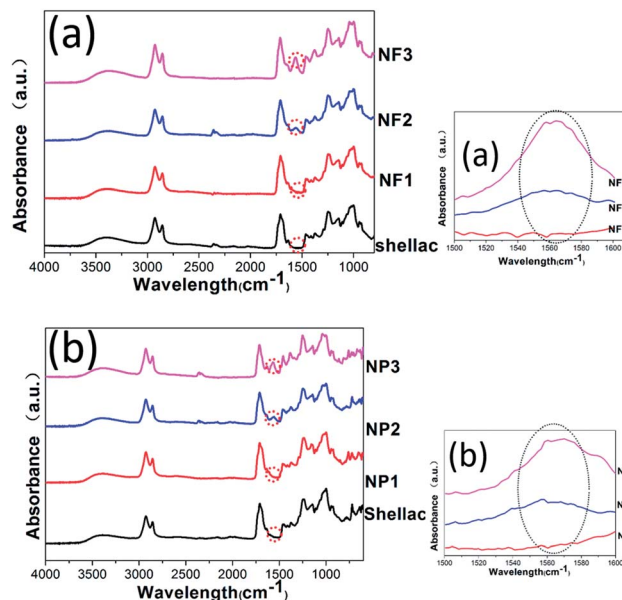 (a)
NF3
NF2
NF1
shellac
Absorbance (a.u.)
4000 3500 3000 2500 2000 1500 1000
Wavelength(cm-1)
(a)
NF
NF
NF
Absorbance (a.u.)
1500 1520 1540 1560 1580 1600
Wavelength(cm-1)
(b)
NP3
NP2
NP1
Shellac
Absorbance (a.u.)
4000 3500 3000 2500 2000 1500 1000
Wavelength(cm-1)
(b)
N
N
N
Absorbance (a.u.)
1500 1520 1540 1560 1580 1600
Wavelength(cm-1)